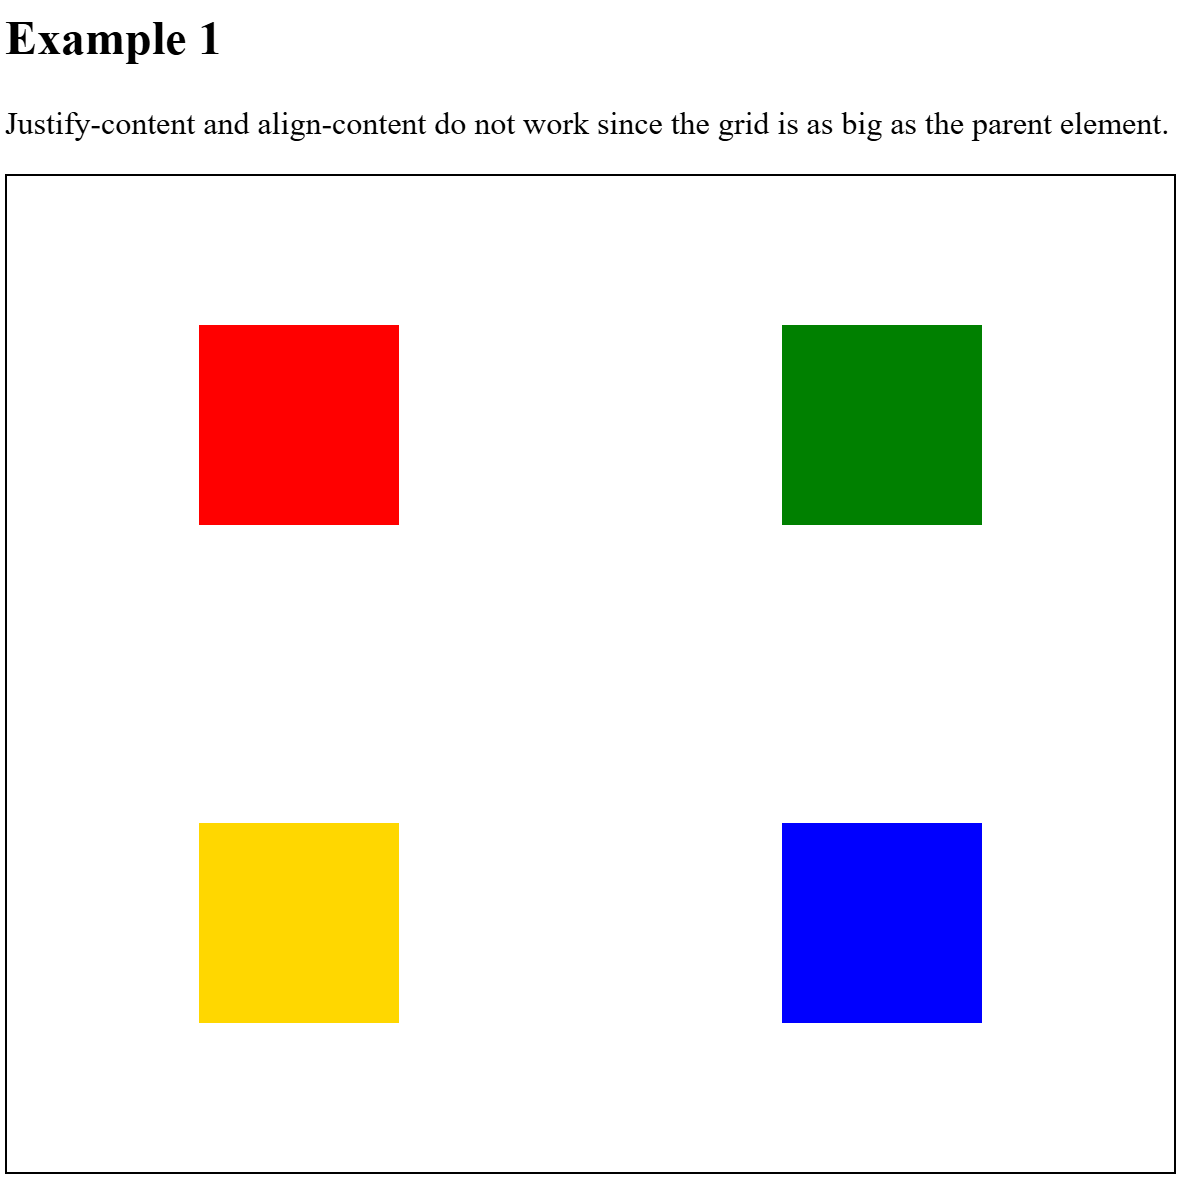 Example 1
Justify-content and align-content do not work since the grid is as big as the parent element.